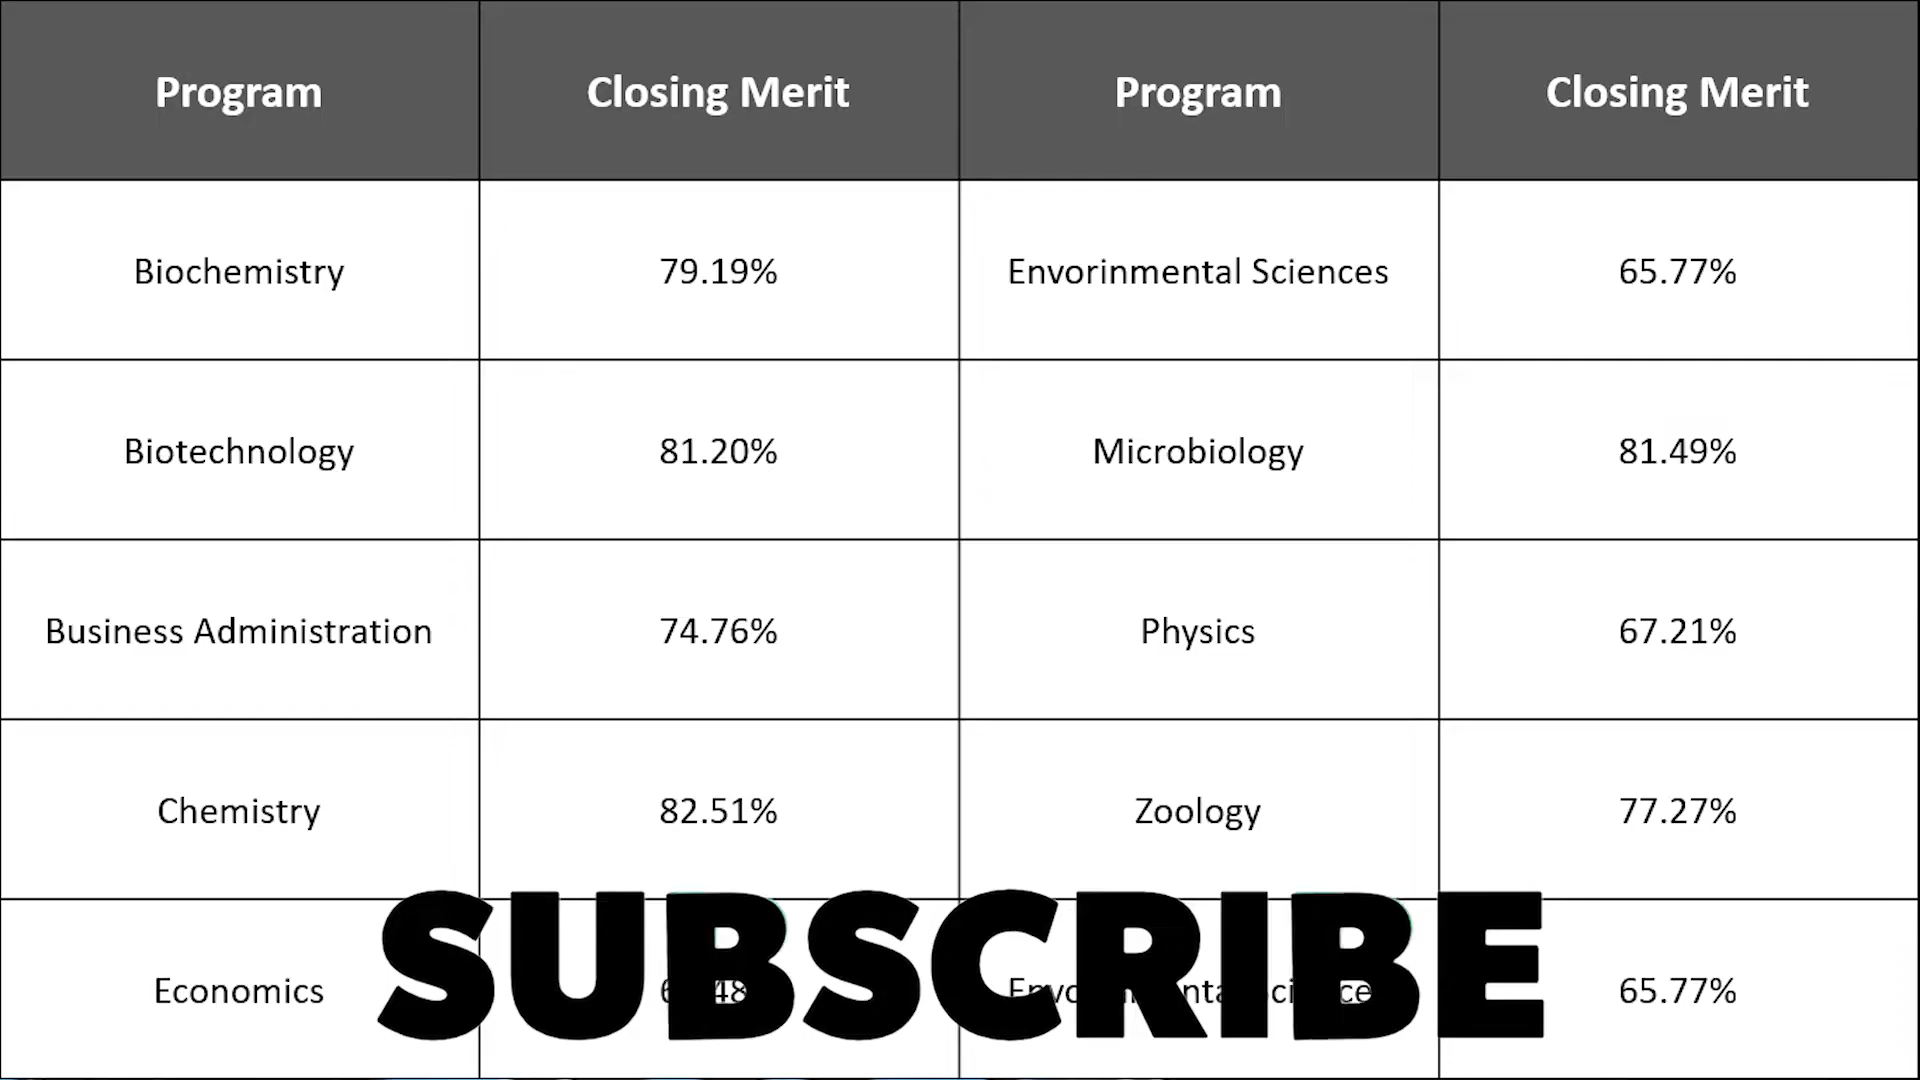 Program Closing Merit Program Closing Merit
Biochemistry 79.19% Envorinmental Sciences 65.77%
Biotechnology 81.20% Microbiology 81.49%
Business Administration 74.76% Physics 67.21%
Chemistry 82.51% Zoology 77.27%
Economics 65.77%
SUBSCRIBE